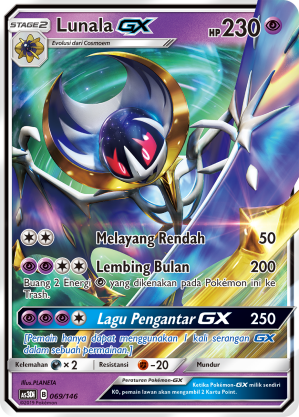 STAGE2 Lunala GX HP 230
Evolusi dari Cosmoem
Melayang Rendah 50
Lembing Bulan 200
Buang 2 Energi yang dikenakan pada Pokémon ini ke
Trash.
Lagu Pengantar GX 250
[Pemain hanya dapat menggunakan 1 kali serangan GX
dalam sebuah permainan.]
Kelemahan ×2 Resistansi -20 Mundur
Illus. PLANETA
Peraturan Pokémon-GX
Ketika Pokémon-GX milik sendiri
KO, lawan akan mengambil 2 Kartu Point.
AS3DI B 069/146